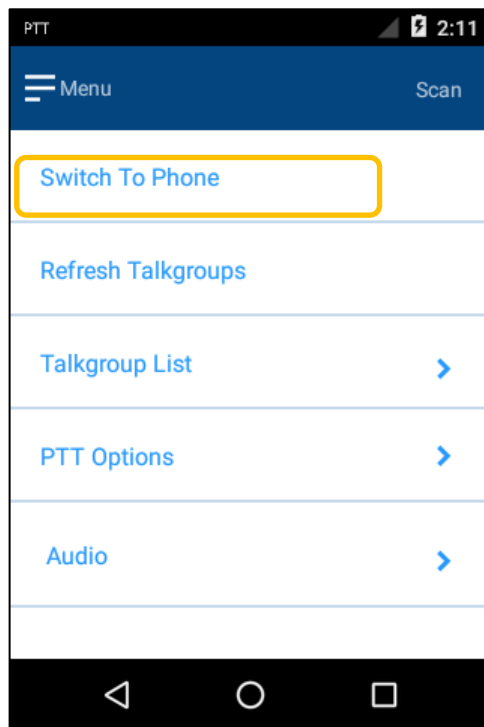 PTT 2:11
Menu Scan
Switch To Phone
Refresh Talkgroups
Talkgroup List
PTT Options
Audio